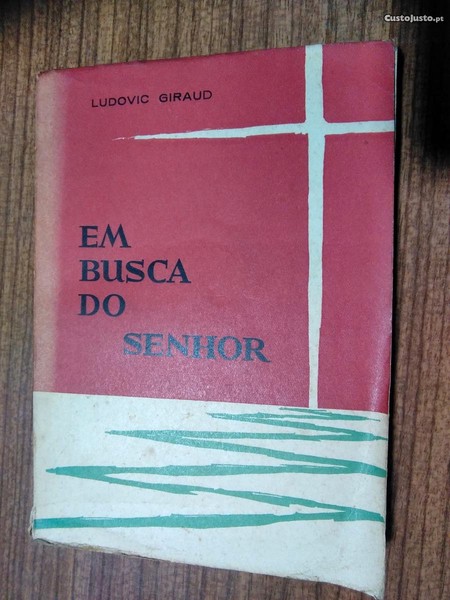 CustoJusto.pt
LUDOVIC GIRAUD
EM
BUSCA
DO
SENHOR